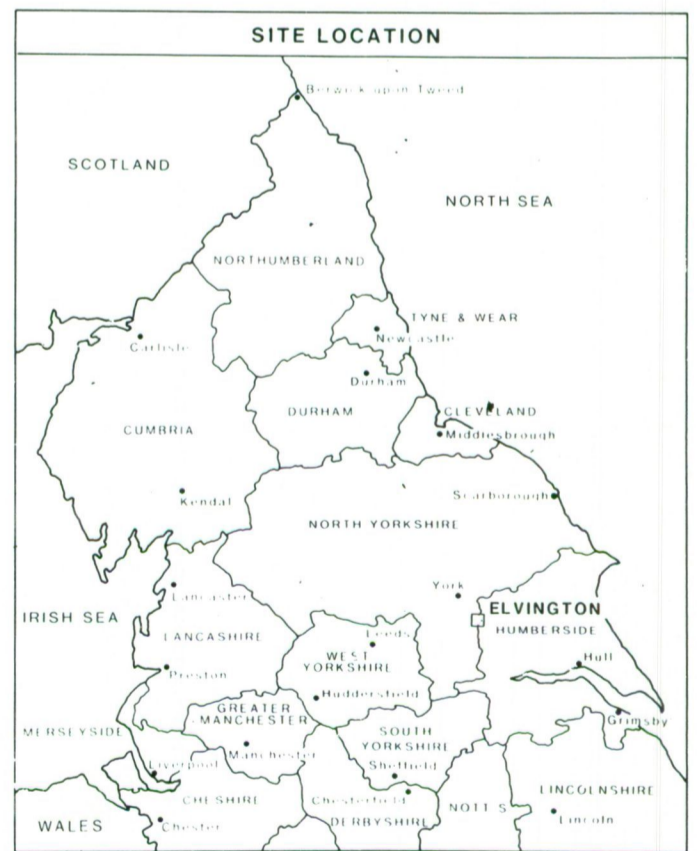 SITE LOCATION
Berwick upon Tweed
SCOTLAND
NORTH SEA
NORTHUMBERLAND
TYNE & WEAR
Newcastle
Carlisle
Durham
DURHAM
CLEVELAND
CUMBRIA
Middlesbrough
Kendal
Scarborough
NORTH YORKSHIRE
York
Lancaster
ELVINGTON
IRISH SEA
HUMBERSIDE
LANCASHIRE
Leeds
WEST
YORKSHIRE
Hull
Preston
Huddersfield
GREATER
MANCHESTER
Grimsby
MERSEYSIDE
SOUTH
YORKSHIRE
Manchester
Liverpool
Sheffield
CHESHIRE
Chesterfield
NOTTS
LINCOLNSHIRE
WALES
Chester
DERBYSHIRE
Lincoln